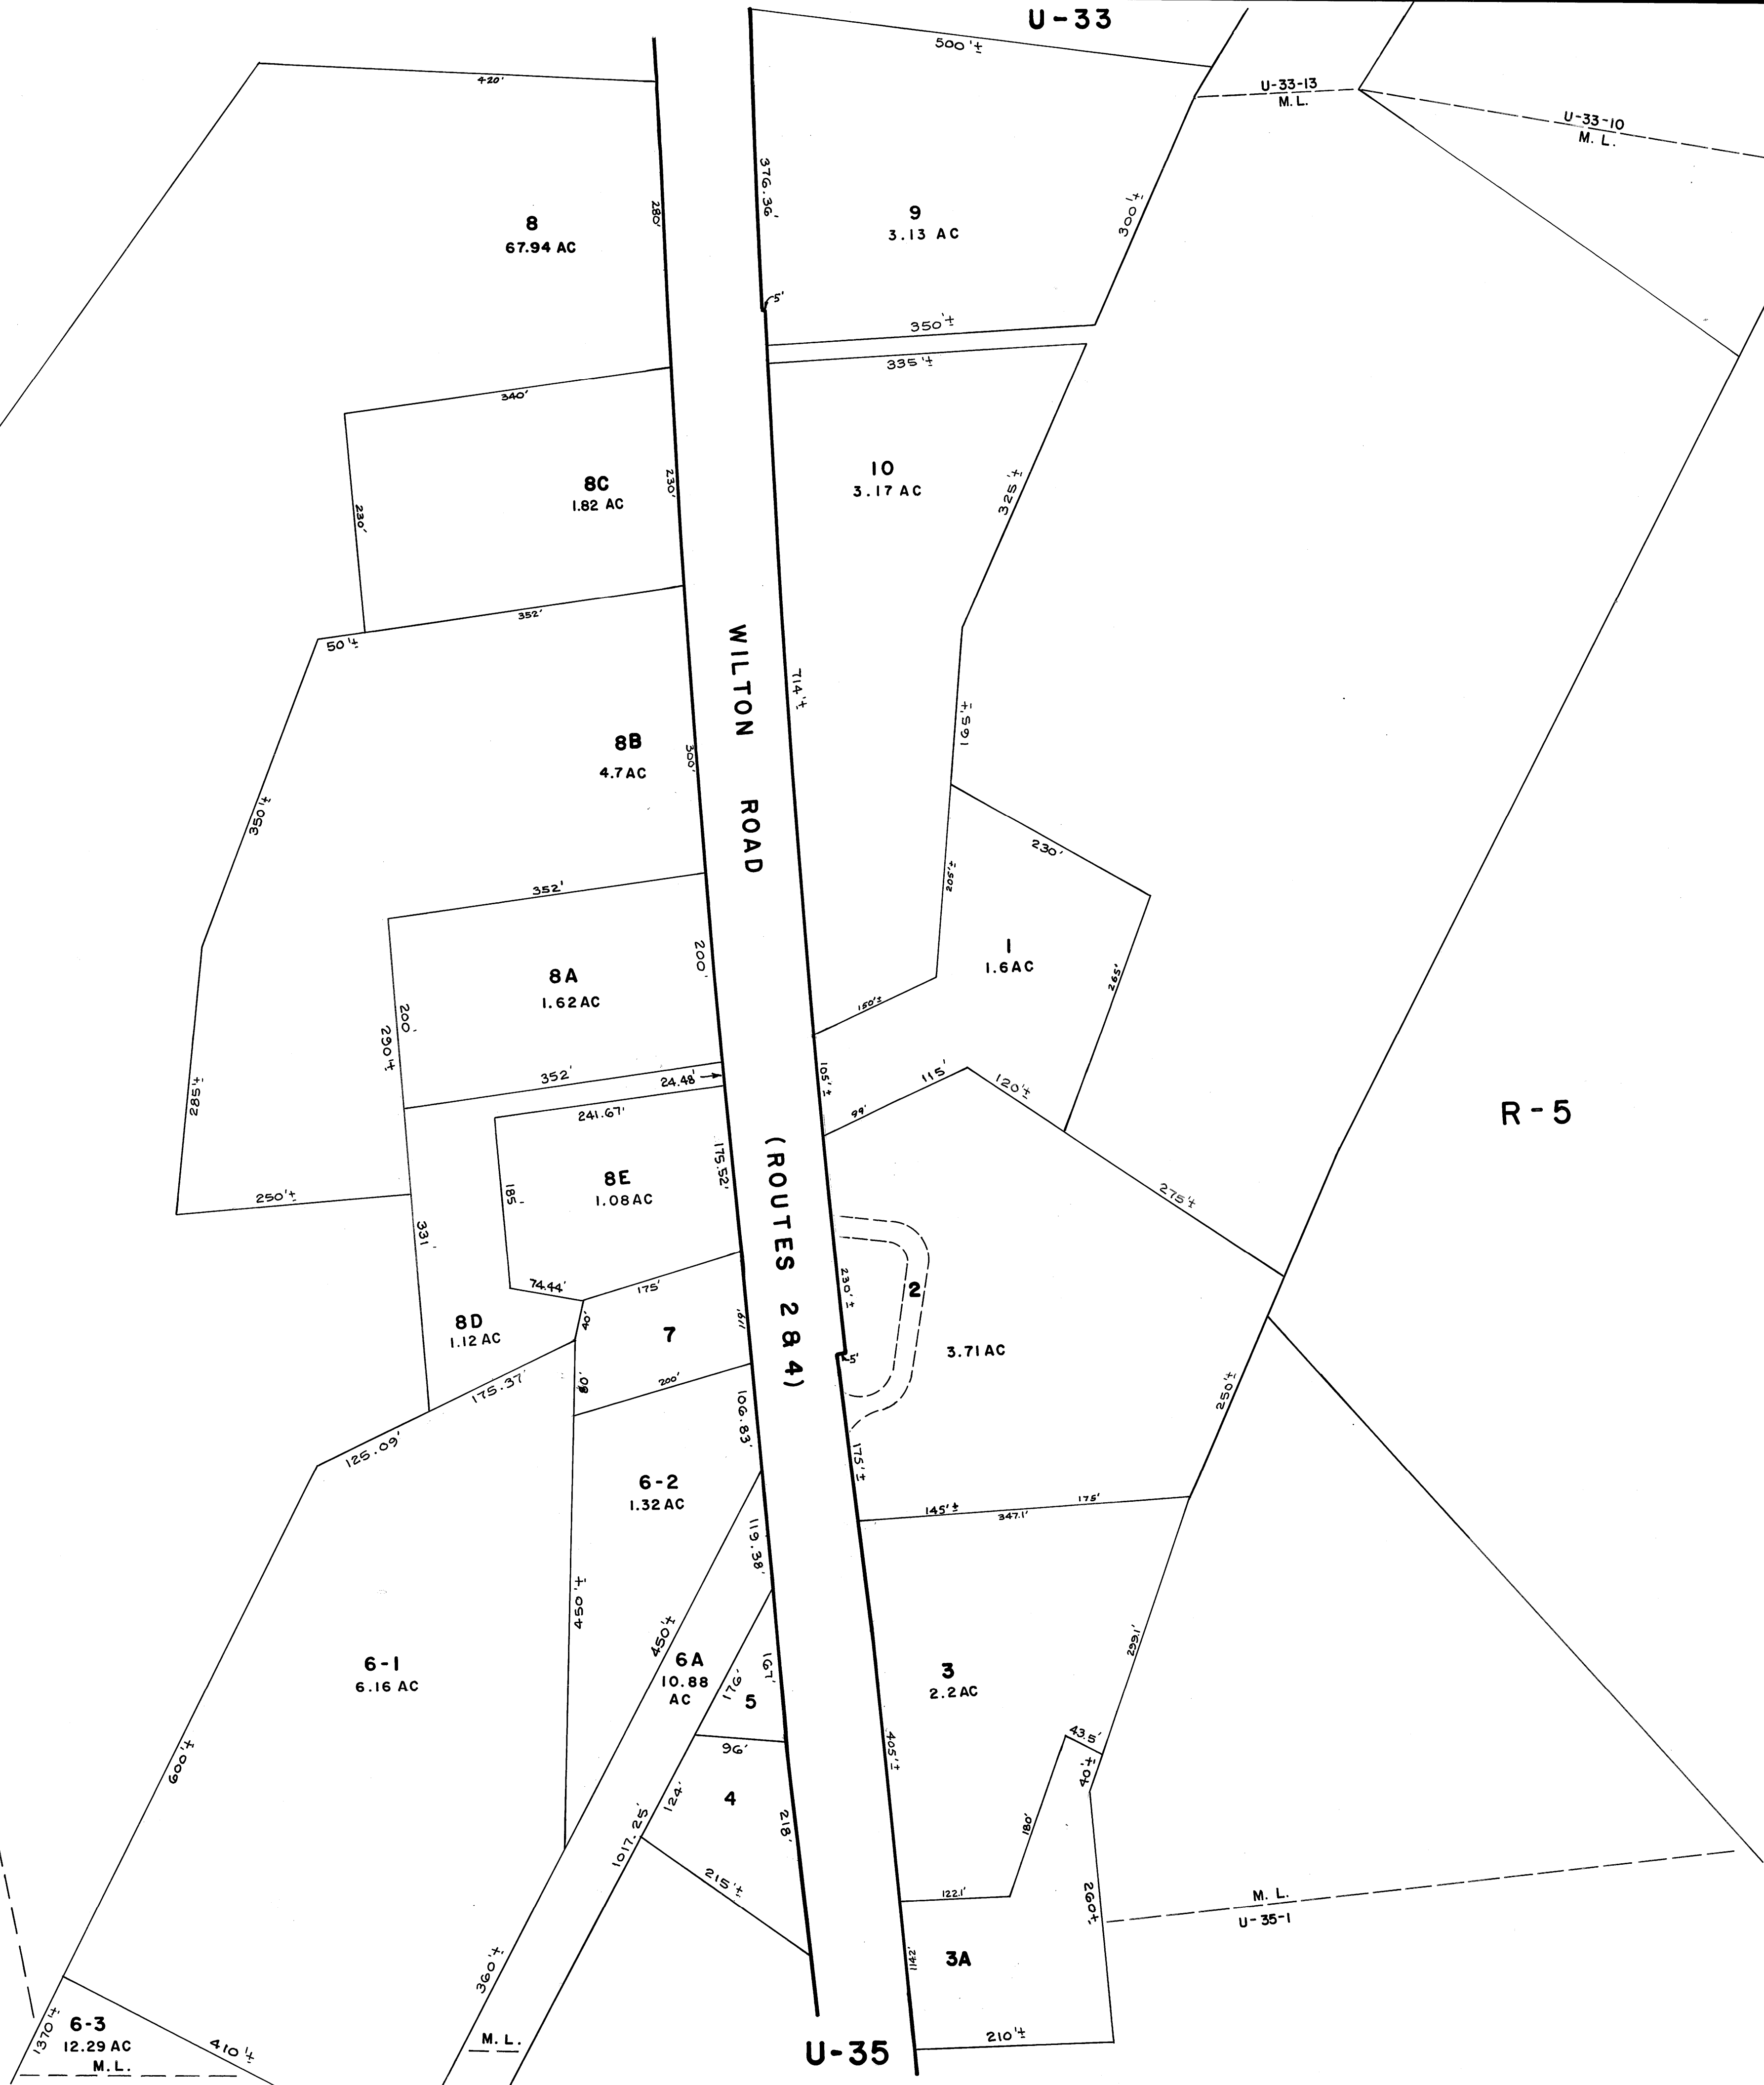 U-33
500'±
420'
U-33-13
M.L.
U-33-10
M. L.
376.36'
280'
300'±
8
67.94 AC
9
3.13 AC
5'
350'±
335'±
340'
230'
230'
8C
1.82 AC
10
3.17 AC
325'±
352'
50'±
WILTON ROAD
(ROUTES 2 & 4)
714'±
165'±
8B
4.7 AC
300'
350'±
230'
205'±
352'
200'
1
1.6 AC
265'
8A
1.62 AC
150'±
200'
290±
352'
24.48'
105'±
115'
99'
120'±
285'±
241.67'
R-5
175.52'
8E
1.08 AC
185'
250'±
331'
275'±
230'±
2
3.71 AC
5'
74.44'
175'
40'
8D
1.12 AC
7
119'
80'
200'
175.37'
250'±
106.83'
125.09'
175'±
6-2
1.32 AC
145'±
175'
347.1'
119.38'
450'±
450'±
299.1'
6-1
6.16 AC
6A
10.88
AC
176'
167'
5
3
2.2 AC
43.5'
40'±
96'
405'±
600'±
4
124'
218'
180'
1017.25'
215'±
122.1'
260'±
M. L.
U-35-1
360'±
3A
114.2'
1370'±
6-3
12.29 AC
M. L.
410'±
M. L.
U-35
210'±